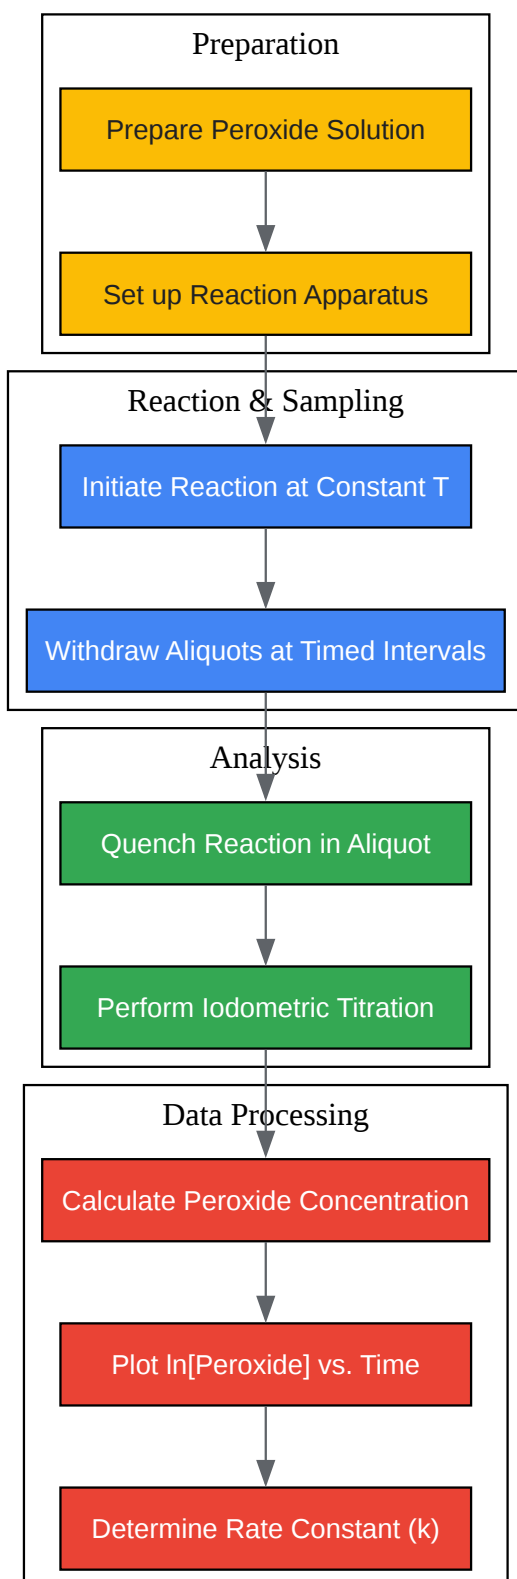 Preparation
Prepare Peroxide Solution
Set up Reaction Apparatus
Reaction & Sampling
Initiate Reaction at Constant T
Withdraw Aliquots at Timed Intervals
Analysis
Quench Reaction in Aliquot
Perform Iodometric Titration
Data Processing
Calculate Peroxide Concentration
Plot ln[Peroxide] vs. Time
Determine Rate Constant (k)